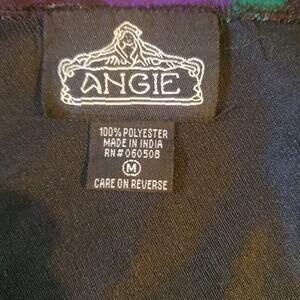 ANGIE
100% POLYESTER
MADE IN INDIA
RN# 060508
M
CARE ON REVERSE